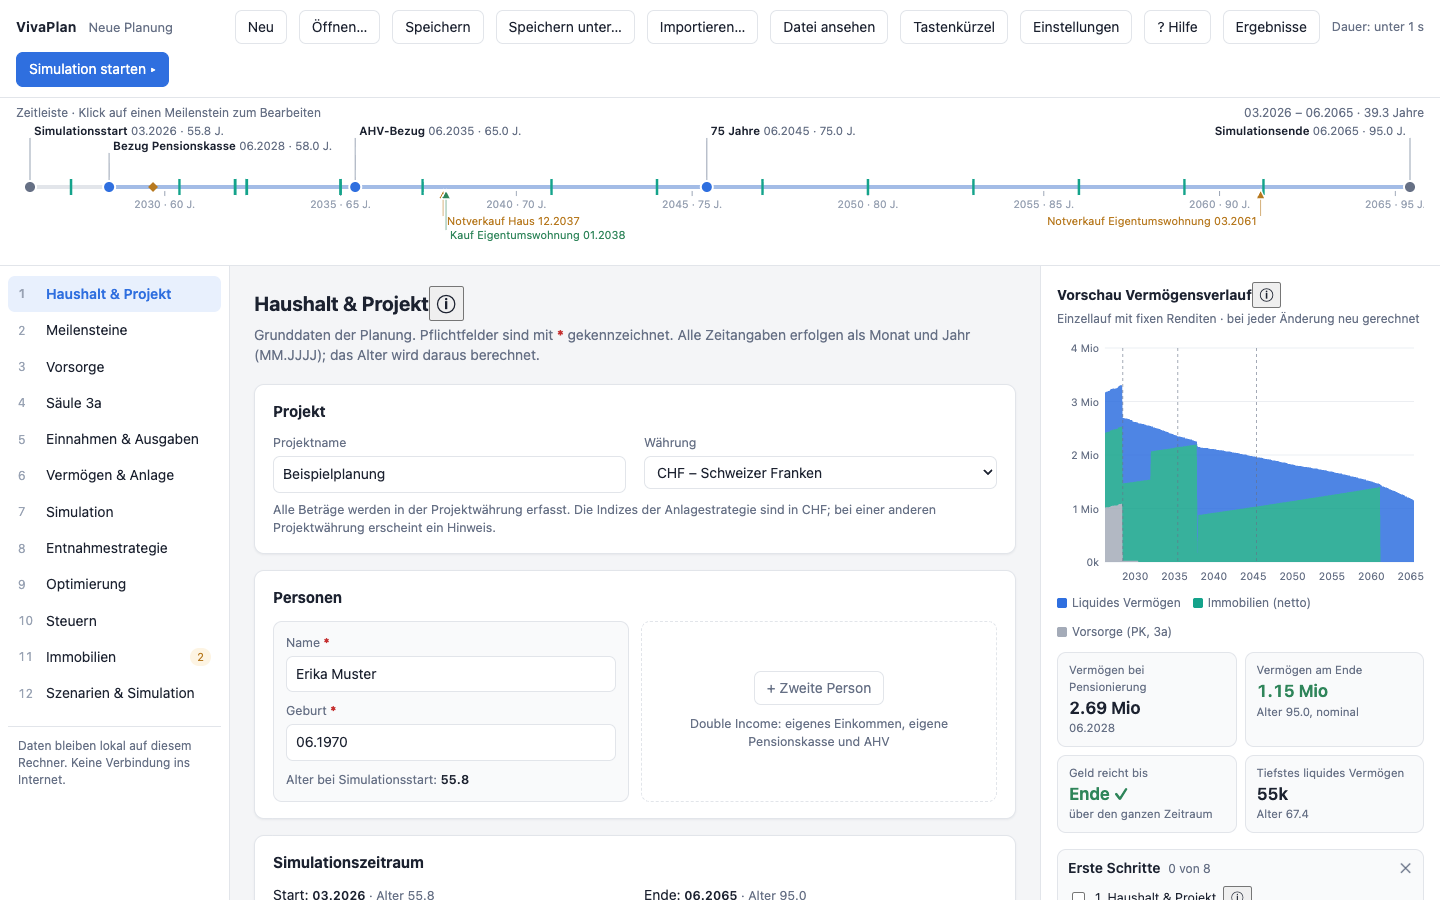 VivaPlan Neue Planung Neu Öffnen... Speichern Speichern unter... Importieren... Datei ansehen Tastenkürzel Einstellungen ? Hilfe Ergebnisse Dauer: unter 1 s
Simulation starten ▸
Zeitleiste · Klick auf einen Meilenstein zum Bearbeiten 03.2026 – 06.2065 · 39.3 Jahre
Simulationsstart 03.2026 · 55.8 J. AHV-Bezug 06.2035 · 65.0 J. 75 Jahre 06.2045 · 75.0 J. Simulationsende 06.2065 · 95.0 J.
Bezug Pensionskasse 06.2028 · 58.0 J.
2030 · 60 J. 2035 · 65 J. 2040 · 70 J. 2045 · 75 J. 2050 · 80 J. 2055 · 85 J. 2060 · 90 J. 2065 · 95 J.
Notverkauf Haus 12.2037 Notverkauf Eigentumswohnung 03.2061
Kauf Eigentumswohnung 01.2038
1 Haushalt & Projekt
2 Meilensteine
3 Vorsorge
4 Säule 3a
5 Einnahmen & Ausgaben
6 Vermögen & Anlage
7 Simulation
8 Entnahmestrategie
9 Optimierung
10 Steuern
11 Immobilien 2
12 Szenarien & Simulation
Daten bleiben lokal auf diesem
Rechner. Keine Verbindung ins
Internet.
Haushalt & Projekt ⓘ
Grunddaten der Planung. Pflichtfelder sind mit * gekennzeichnet. Alle Zeitangaben erfolgen als Monat und Jahr
(MM.JJJJ); das Alter wird daraus berechnet.
Projekt
Projektname Währung
Beispielplanung CHF – Schweizer Franken
Alle Beträge werden in der Projektwährung erfasst. Die Indizes der Anlagestrategie sind in CHF; bei einer anderen
Projektwährung erscheint ein Hinweis.
Personen
Name *
Erika Muster
Geburt *
06.1970
Alter bei Simulationsstart: 55.8
+ Zweite Person
Double Income: eigenes Einkommen, eigene
Pensionskasse und AHV
Simulationszeitraum
Start: 03.2026 · Alter 55.8 Ende: 06.2065 · Alter 95.0
Vorschau Vermögensverlauf ⓘ
Einzellauf mit fixen Renditen · bei jeder Änderung neu gerechnet
4 Mio
3 Mio
2 Mio
1 Mio
0k
2030 2035 2040 2045 2050 2055 2060 2065
Liquides Vermögen Immobilien (netto)
Vorsorge (PK, 3a)
Vermögen bei
Pensionierung
2.69 Mio
06.2028
Vermögen am Ende
1.15 Mio
Alter 95.0, nominal
Geld reicht bis
Ende ✓
über den ganzen Zeitraum
Tiefstes liquides Vermögen
55k
Alter 67.4
Erste Schritte 0 von 8
1. Haushalt & Projekt ⓘ